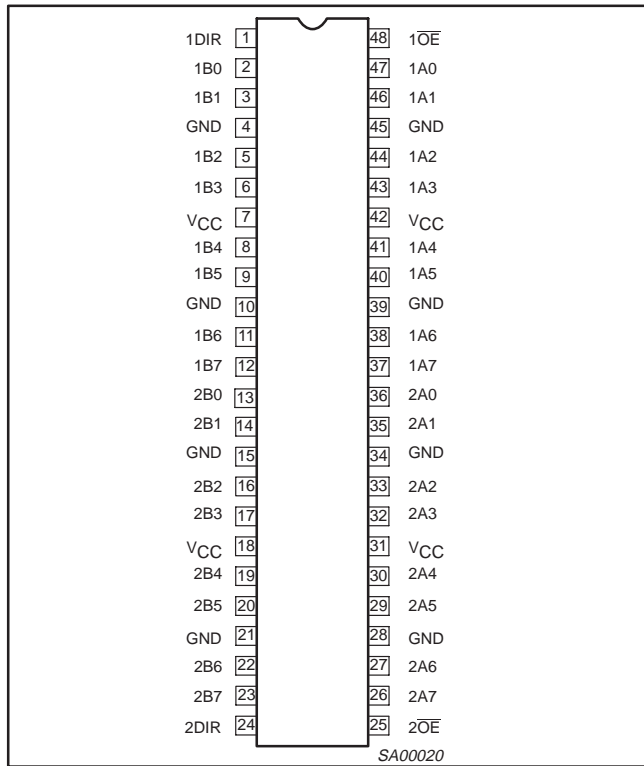 1DIR 1 48 1O̅E̅
1B0 2 47 1A0
1B1 3 46 1A1
GND 4 45 GND
1B2 5 44 1A2
1B3 6 43 1A3
VCC 7 42 VCC
1B4 8 41 1A4
1B5 9 40 1A5
GND 10 39 GND
1B6 11 38 1A6
1B7 12 37 1A7
2B0 13 36 2A0
2B1 14 35 2A1
GND 15 34 GND
2B2 16 33 2A2
2B3 17 32 2A3
VCC 18 31 VCC
2B4 19 30 2A4
2B5 20 29 2A5
GND 21 28 GND
2B6 22 27 2A6
2B7 23 26 2A7
2DIR 24 25 2O̅E̅
SA00020